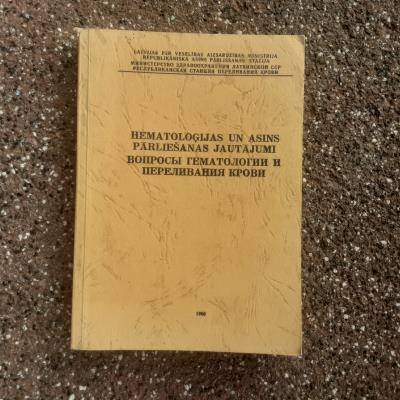 LATVIJAS PSR VESELĪBAS AIZSARDZĪBAS MINISTRIJA
REPUBLIKĀNISKĀ ASINS PĀRLIEŠANAS STACIJA
МИНИСТЕРСТВО ЗДРАВООХРАНЕНИЯ ЛАТВИЙСКОЙ ССР
РЕСПУБЛИКАНСКАЯ СТАНЦИЯ ПЕРЕЛИВАНИЯ КРОВИ
HEMATOLOĢIJAS UN ASINS
PĀRLIEŠANAS JAUTĀJUMI
ВОПРОСЫ ГЕМАТОЛОГИИ И
ПЕРЕЛИВАНИЯ КРОВИ